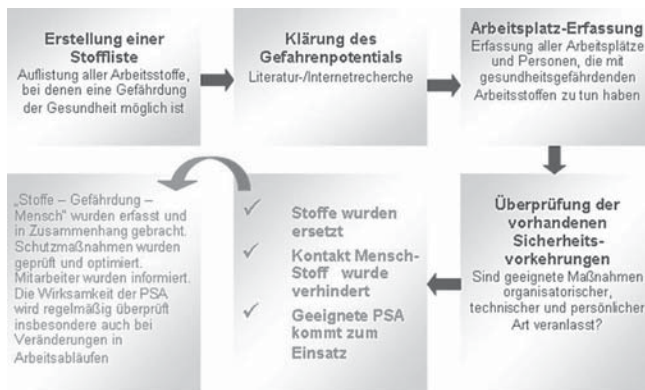 Erstellung einer
Stoffliste
Auflistung aller Arbeitsstoffe,
bei denen eine Gefährdung
der Gesundheit möglich ist
Klärung des
Gefahrenpotentials
Literatur-/Internetrecherche
Arbeitsplatz-Erfassung
Erfassung aller Arbeitsplätze
und Personen, die mit
gesundheitsgefährdenden
Arbeitsstoffen zu tun haben
Überprüfung der
vorhandenen
Sicherheits-
vorkehrungen
Sind geeignete Maßnahmen
organisatorischer,
technischer und persönlicher
Art veranlasst?
✓ Stoffe wurden
ersetzt
✓ Kontakt Mensch-
Stoff wurde
verhindert
✓ Geeignete PSA
kommt zum
Einsatz
„Stoffe – Gefährdung –
Mensch" wurden erfasst und
in Zusammenhang gebracht.
Schutzmaßnahmen wurden
geprüft und optimiert.
Mitarbeiter wurden informiert.
Die Wirksamkeit der PSA
wird regelmäßig überprüft
insbesondere auch bei
Veränderungen in
Arbeitsabläufen